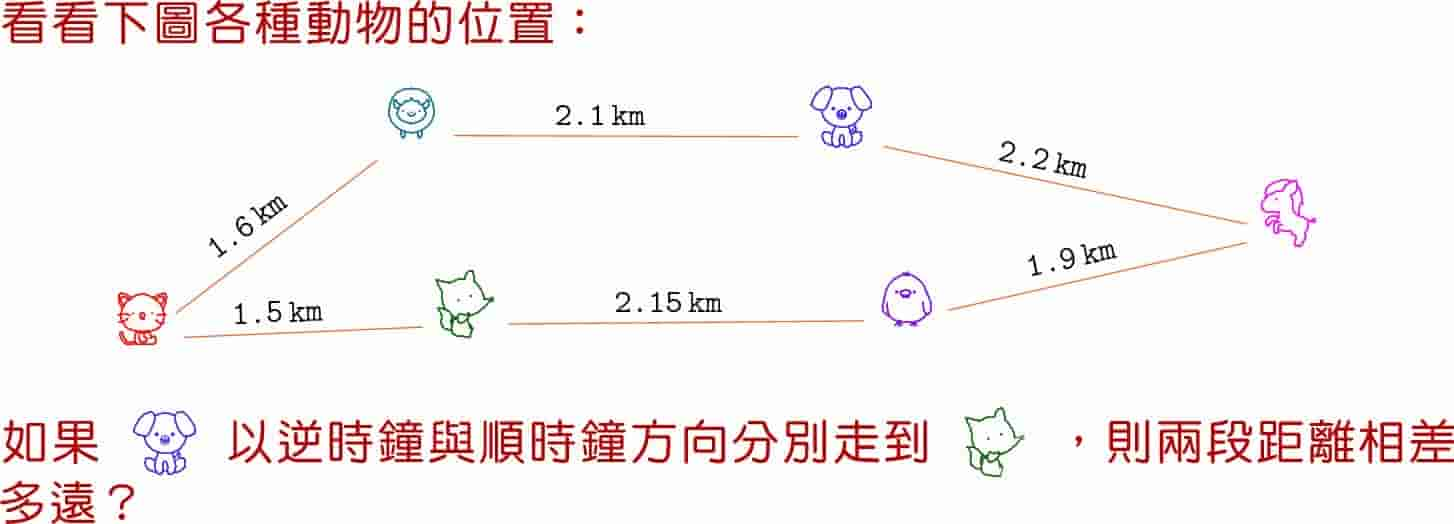 看看下圖各種動物的位置：
2.1 km
2.2 km
1.6 km
1.9 km
1.5 km
2.15 km
如果 以逆時鐘與順時鐘方向分別走到 ，則兩段距離相差
多遠？